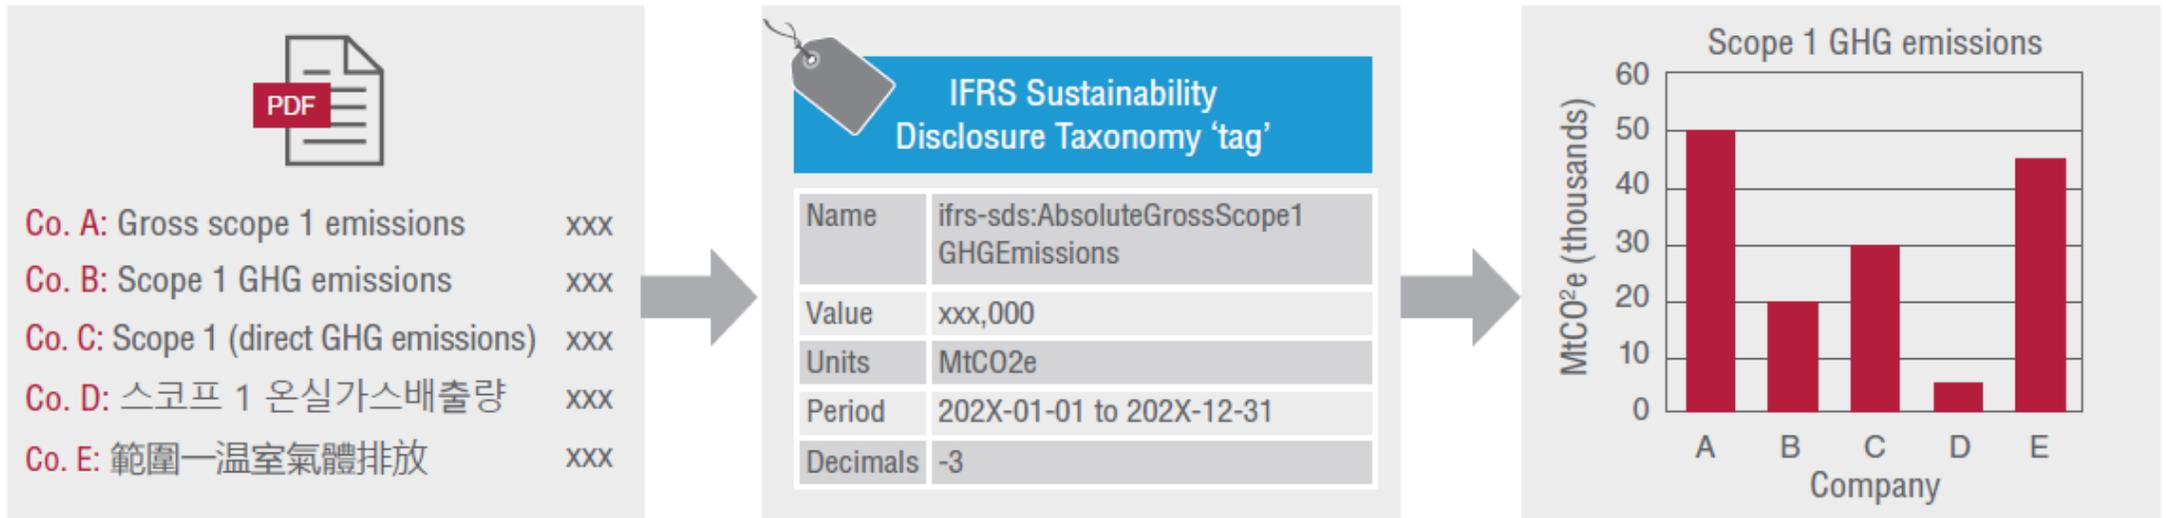 PDF
Co. A: Gross scope 1 emissions xxx
Co. B: Scope 1 GHG emissions xxx
Co. C: Scope 1 (direct GHG emissions) xxx
Co. D: 스코프 1 온실가스배출량 xxx
Co. E: 範圍一温室氣體排放 xxx
IFRS Sustainability
Disclosure Taxonomy ‘tag’
Name ifrs-sds:AbsoluteGrossScope1
GHGEmissions
Value xxx,000
Units MtCO2e
Period 202X-01-01 to 202X-12-31
Decimals -3
Scope 1 GHG emissions
MtCO²e (thousands)
60
50
40
30
20
10
0
A B C D E
Company